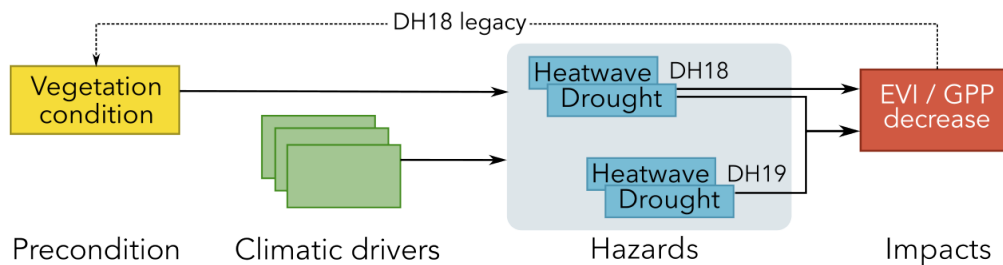 DH18 legacy
Vegetation
condition
Heatwave
DH18
Drought
EVI / GPP
decrease
Heatwave
DH19
Drought
Precondition
Climatic drivers
Hazards
Impacts